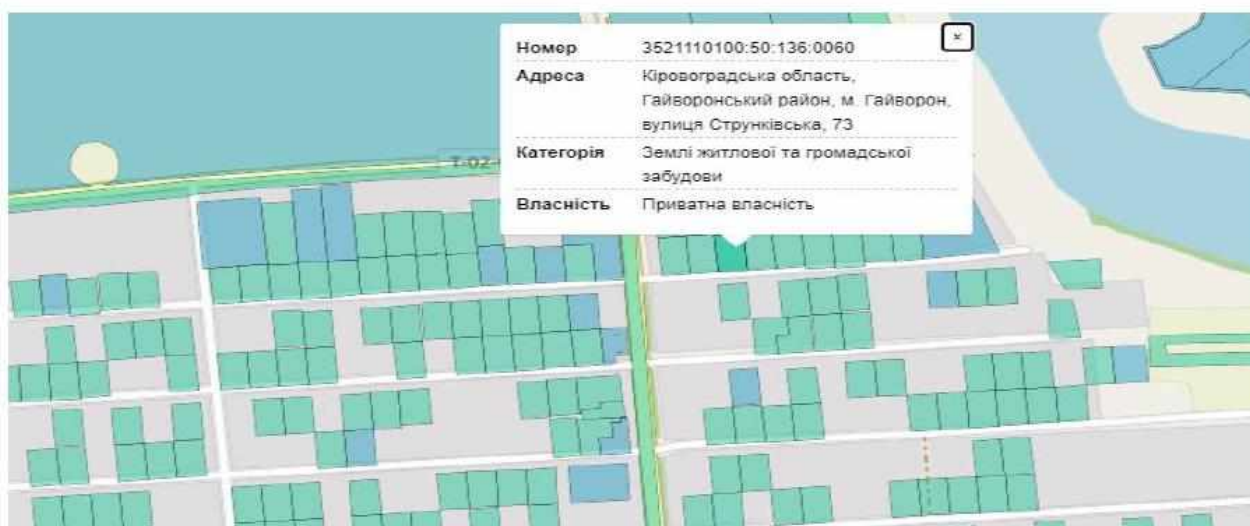 Номер 3521110100:50:136:0060
Адреса Кіровоградська область,
Гайворонський район, м. Гайворон,
вулиця Струнківська, 73
Категорія Землі житлової та громадської
забудови
Власність Приватна власність
Т-02-